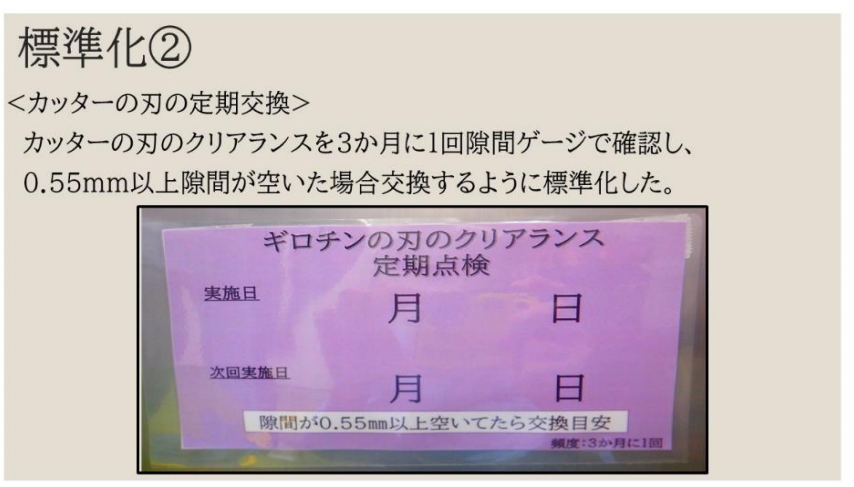 標準化②
<カッターの刃の定期交換>
カッターの刃のクリアランスを3か月に1回隙間ゲージで確認し、
0.55mm以上隙間が空いた場合交換するように標準化した。
ギロチンの刃のクリアランス
定期点検
実施日
月 日
次回実施日
月 日
隙間が0.55㎜以上空いてたら交換目安
頻度:3か月に1回